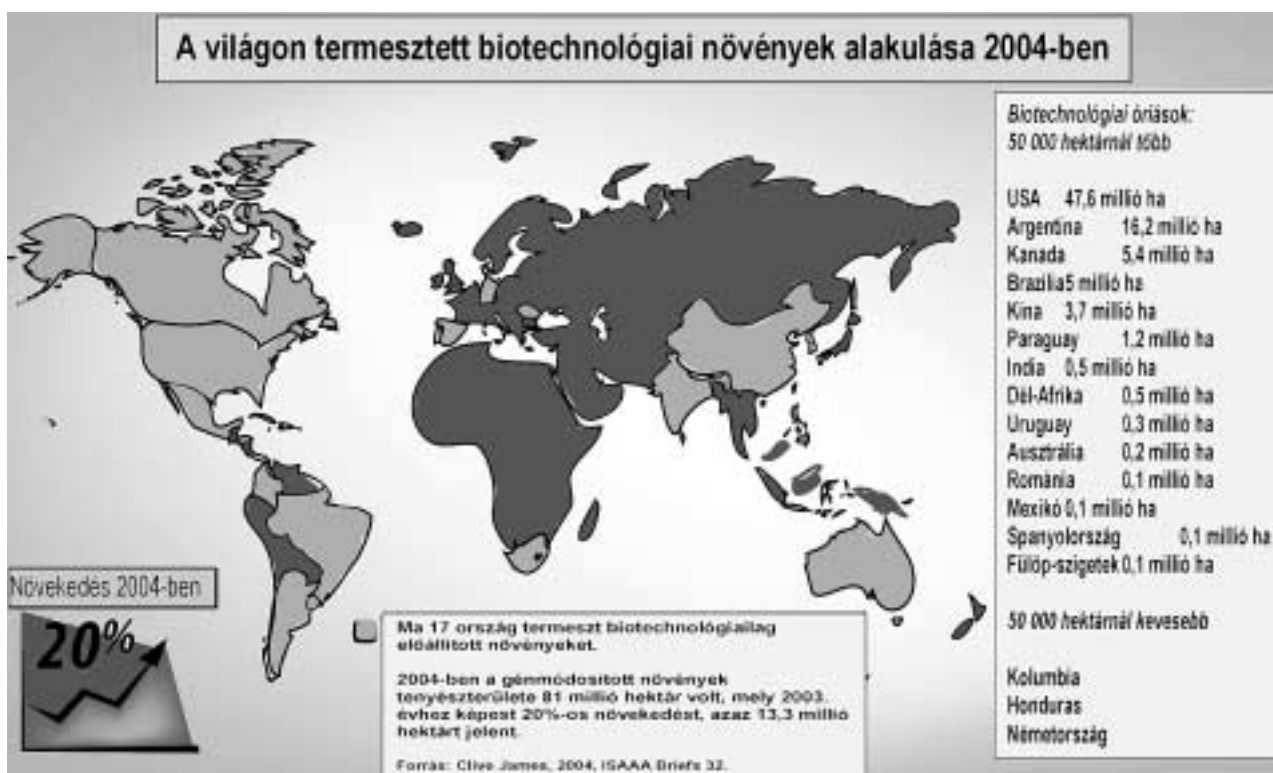 A világon termesztett biotechnológiai növények alakulása 2004-ben
Biotechnológiai óriások:
50 000 hektárnál több
USA 47,6 millió ha
Argentina 16,2 millió ha
Kanada 5,4 millió ha
Brazília5 millió ha
Kína 3,7 millió ha
Paraguay 1,2 millió ha
India 0,5 millió ha
Dél-Afrika 0,5 millió ha
Uruguay 0,3 millió ha
Ausztrália 0,2 millió ha
Románia 0,1 millió ha
Mexikó 0,1 millió ha
Spanyolország 0,1 millió ha
Fülöp-szigetek 0,1 millió ha
50 000 hektárnál kevesebb
Kolumbia
Honduras
Németország
Növekedés 2004-ben
20%
Ma 17 ország termeszt biotechnológiailag
előállított növényeket.
2004-ben a génmódosított növények
tenyészterülete 81 millió hektár volt, mely 2003.
évhez képest 20%-os növekedést, azaz 13,3 millió
hektárt jelent.
Forrás: Clive James, 2004, ISAAA Briefs 32.